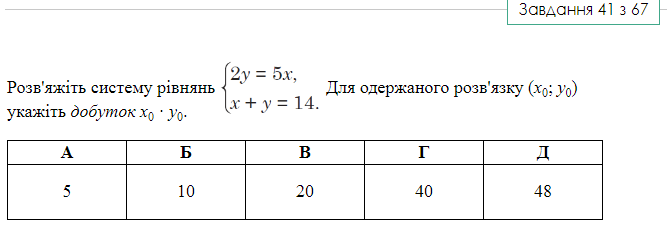 Завдання 41 з 67
Розв'яжіть систему рівнянь {2y = 5x, x + y = 14. Для одержаного розв'язку (x₀; y₀)
укажіть добуток x₀ · y₀.
А Б В Г Д
5 10 20 40 48